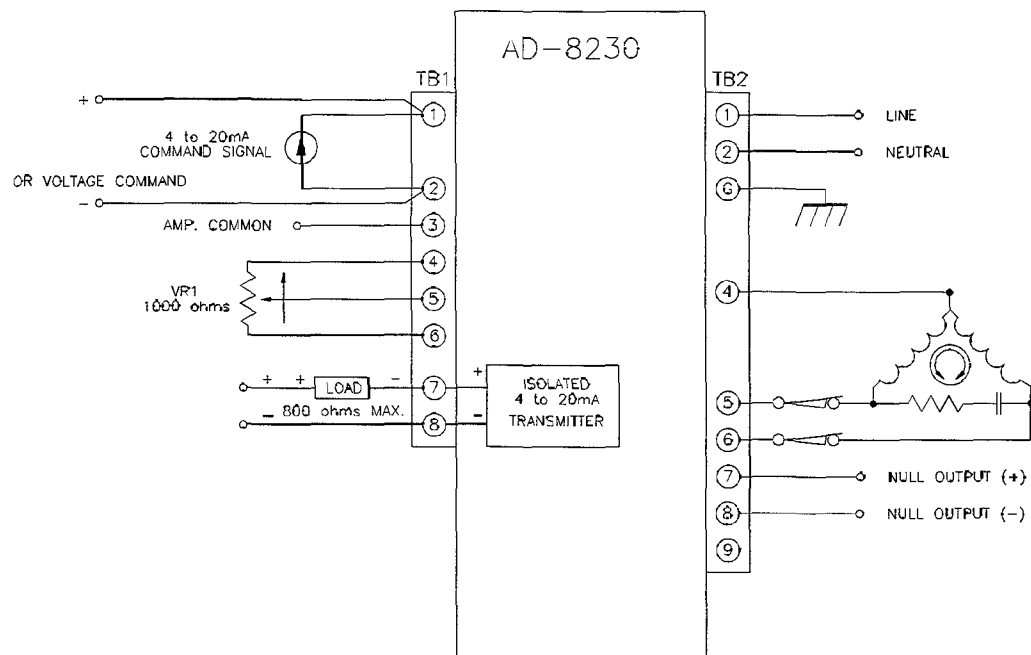 AD-8230
TB1
TB2
+
1
4 to 20mA
COMMAND SIGNAL
OR VOLTAGE COMMAND
-
2
AMP. COMMON
3
4
VR1
1000 ohms
5
6
+ + LOAD - 7 +
- 800 ohms MAX. 8 -
ISOLATED
4 to 20mA
TRANSMITTER
1 LINE
2 NEUTRAL
G
4
5
6
7 NULL OUTPUT (+)
8 NULL OUTPUT (-)
9